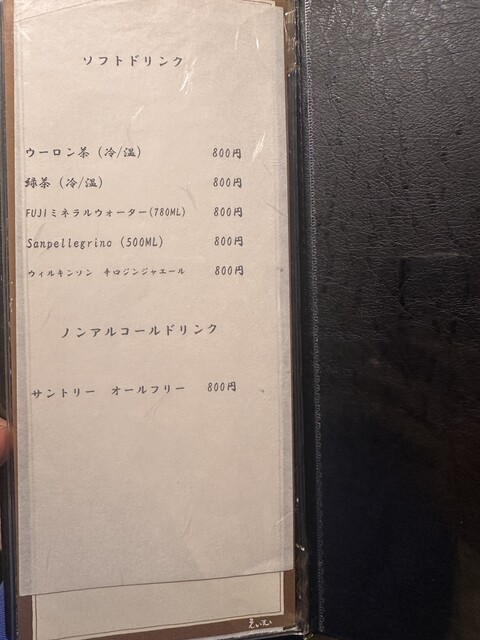 ソフトドリンク
ウーロン茶 (冷/温) 800円
緑茶 (冷/温) 800円
FUJIミネラルウォーター(780ML) 800円
Sanpellegrino (500ML) 800円
ウィルキンソン 辛口ジンジャエール 800円
ノンアルコールドリンク
サントリー オールフリー 800円